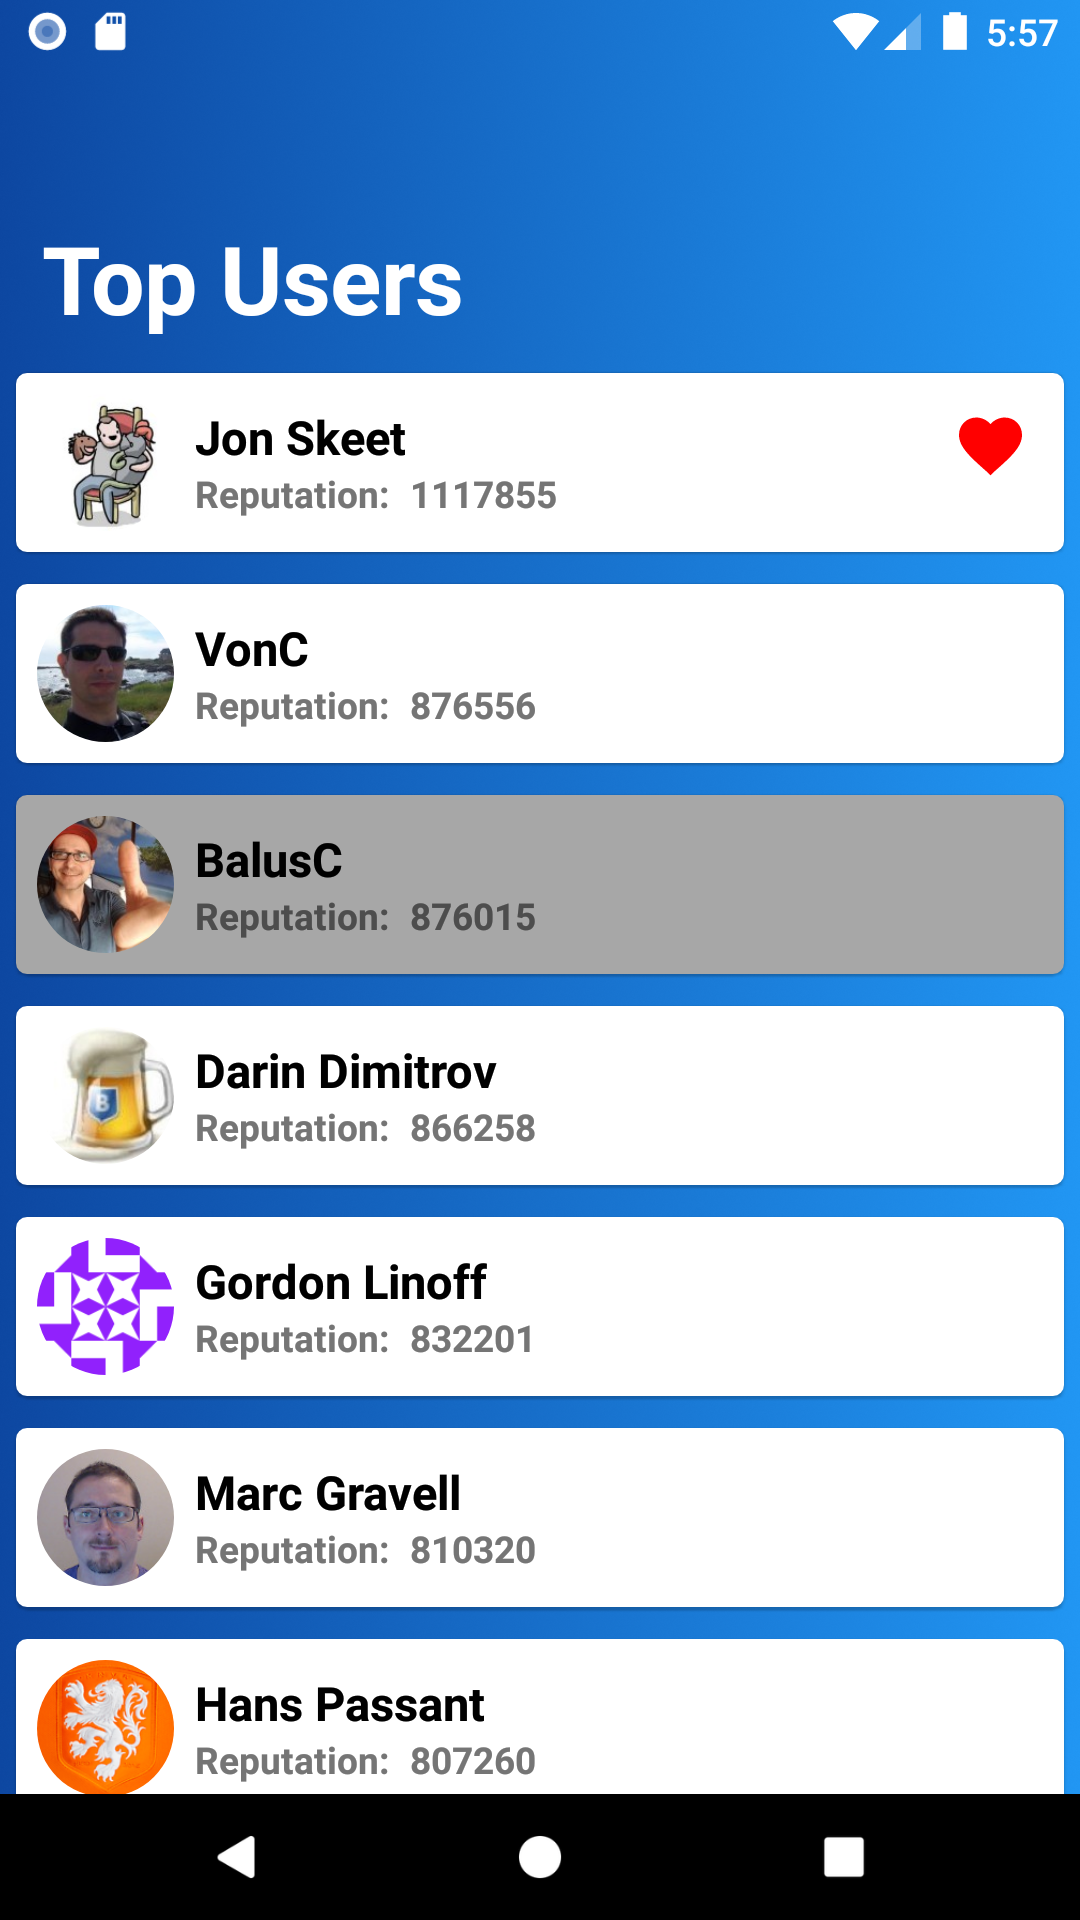 5:57
Top Users
Jon Skeet
Reputation: 1117855
VonC
Reputation: 876556
BalusC
Reputation: 876015
Darin Dimitrov
Reputation: 866258
B
Gordon Linoff
Reputation: 832201
Marc Gravell
Reputation: 810320
Hans Passant
Reputation: 807260